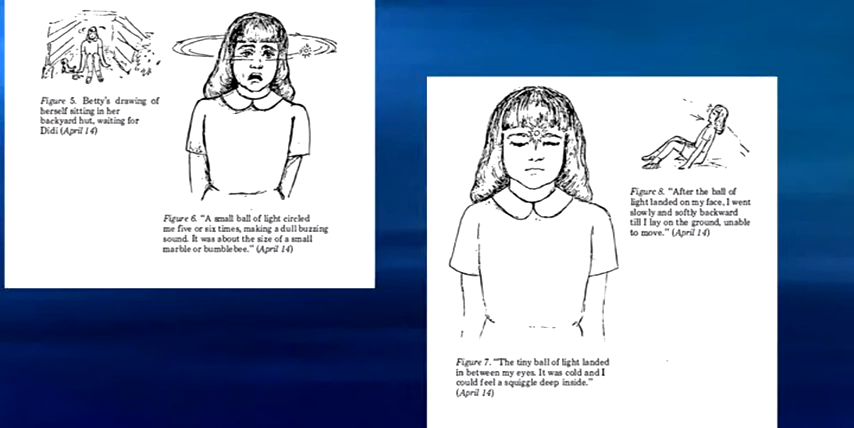 Figure 5. Betty's drawing of
herself sitting in her
backyard hut, waiting for
Didi (April 14)
Figure 6. "A small ball of light circled
me five or six times, making a dull buzzing
sound. It was about the size of a small
marble or bumblebee." (April 14)
Figure 8. "After the ball of
light landed on my face, I went
slowly and softly backward
till I lay on the ground, unable
to move." (April 14)
Figure 7. "The tiny ball of light landed
in between my eyes. It was cold and I
could feel a squiggle deep inside."
(April 14)